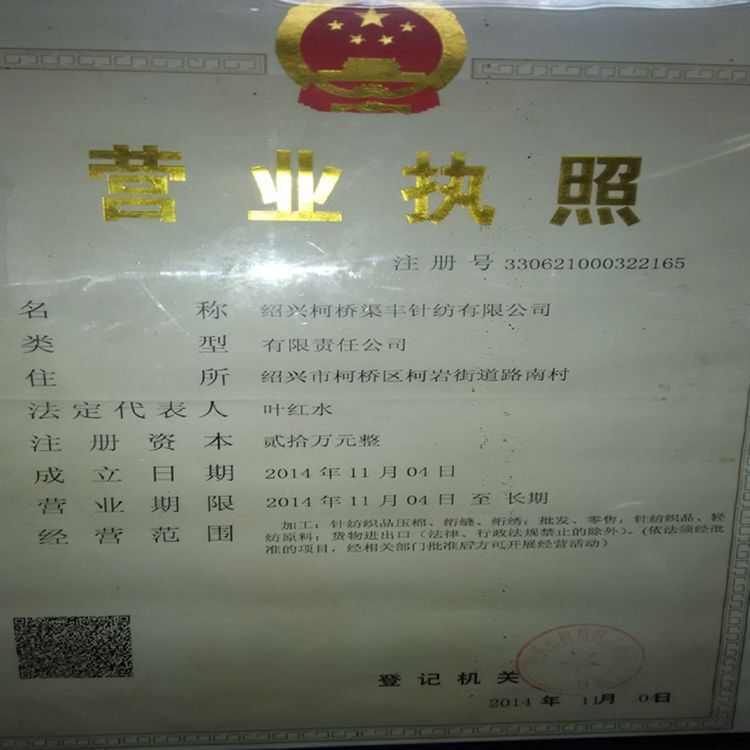 营业执照
注册号 330621000322165
名称 绍兴柯桥渠丰针纺有限公司
类型 有限责任公司
住所 绍兴市柯桥区柯岩街道路南村
法定代表人 叶红水
注册资本 贰拾万元整
成立日期 2014年11月04日
营业期限 2014年11月04日至长期
经营范围 加工：针纺织品压棉、绗缝、绗绣；批发、零售：针纺织品、轻
纺原料；货物进出口（法律、行政法规禁止的除外）。(依法须经批
准的项目，经相关部门批准后方可开展经营活动)
登记机关
2014年 11月 04日